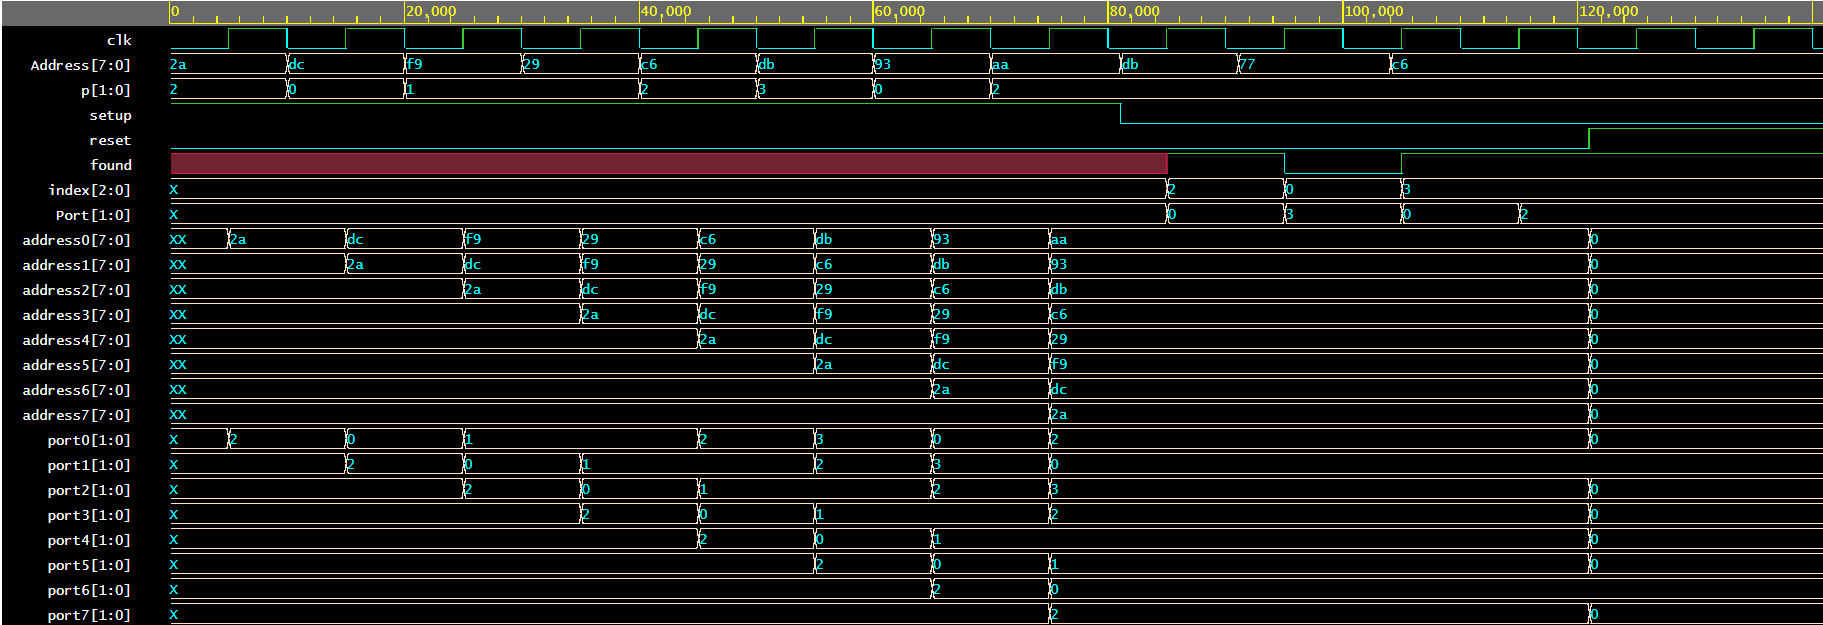 0 20,000 40,000 60,000 80,000 100,000 120,000
clk
Address[7:0] 2a dc f9 29 c6 db 93 aa db 77 c6
p[1:0] 2 0 1 2 3 0 2
setup
reset
found
index[2:0] X 2 0 3
Port[1:0] X 0 3 0 2
address0[7:0] XX 2a dc f9 29 c6 db 93 aa 0
address1[7:0] XX 2a dc f9 29 c6 db 93 0
address2[7:0] XX 2a dc f9 29 c6 db 0
address3[7:0] XX 2a dc f9 29 c6 0
address4[7:0] XX 2a dc f9 29 0
address5[7:0] XX 2a dc f9 0
address6[7:0] XX 2a dc 0
address7[7:0] XX 2a 0
port0[1:0] X 2 0 1 2 3 0 2 0
port1[1:0] X 2 0 1 2 3 0
port2[1:0] X 2 0 1 2 3 0
port3[1:0] X 2 0 1 2 0
port4[1:0] X 2 0 1 0
port5[1:0] X 2 0 1 0
port6[1:0] X 2 0
port7[1:0] X 2 0